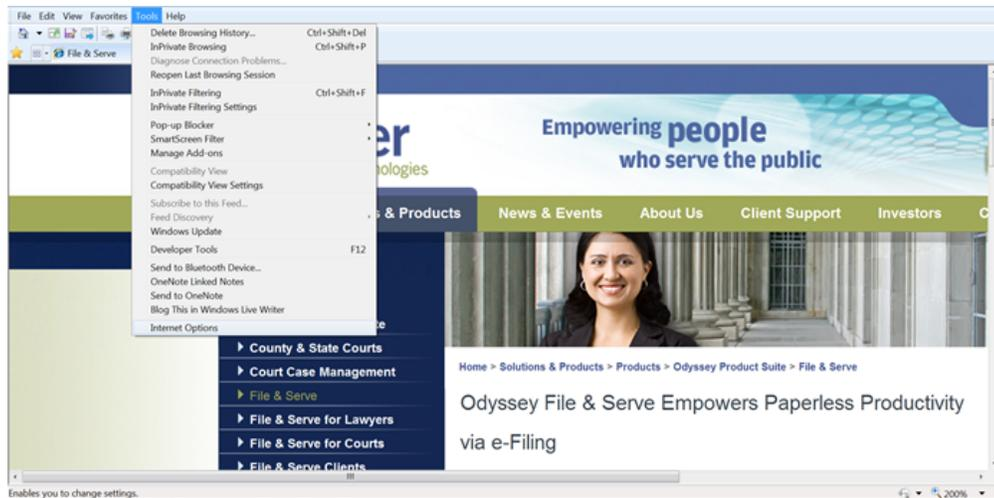 File Edit View Favorites Tools Help
File & Serve
Delete Browsing History... Ctrl+Shift+Del
InPrivate Browsing Ctrl+Shift+P
Diagnose Connection Problems...
Reopen Last Browsing Session
InPrivate Filtering Ctrl+Shift+F
InPrivate Filtering Settings
Pop-up Blocker
SmartScreen Filter
Manage Add-ons
Compatibility View
Compatibility View Settings
Subscribe to this Feed...
Feed Discovery
Windows Update
Developer Tools F12
Send to Bluetooth Device...
OneNote Linked Notes
Send to OneNote
Blog This in Windows Live Writer
Internet Options
er
ologies
Empowering people
who serve the public
& Products News & Events About Us Client Support Investors C
te
County & State Courts
Court Case Management
File & Serve
File & Serve for Lawyers
File & Serve for Courts
File & Serve Clients
Home > Solutions & Products > Products > Odyssey Product Suite > File & Serve
Odyssey File & Serve Empowers Paperless Productivity
via e-Filing
Enables you to change settings. 200%